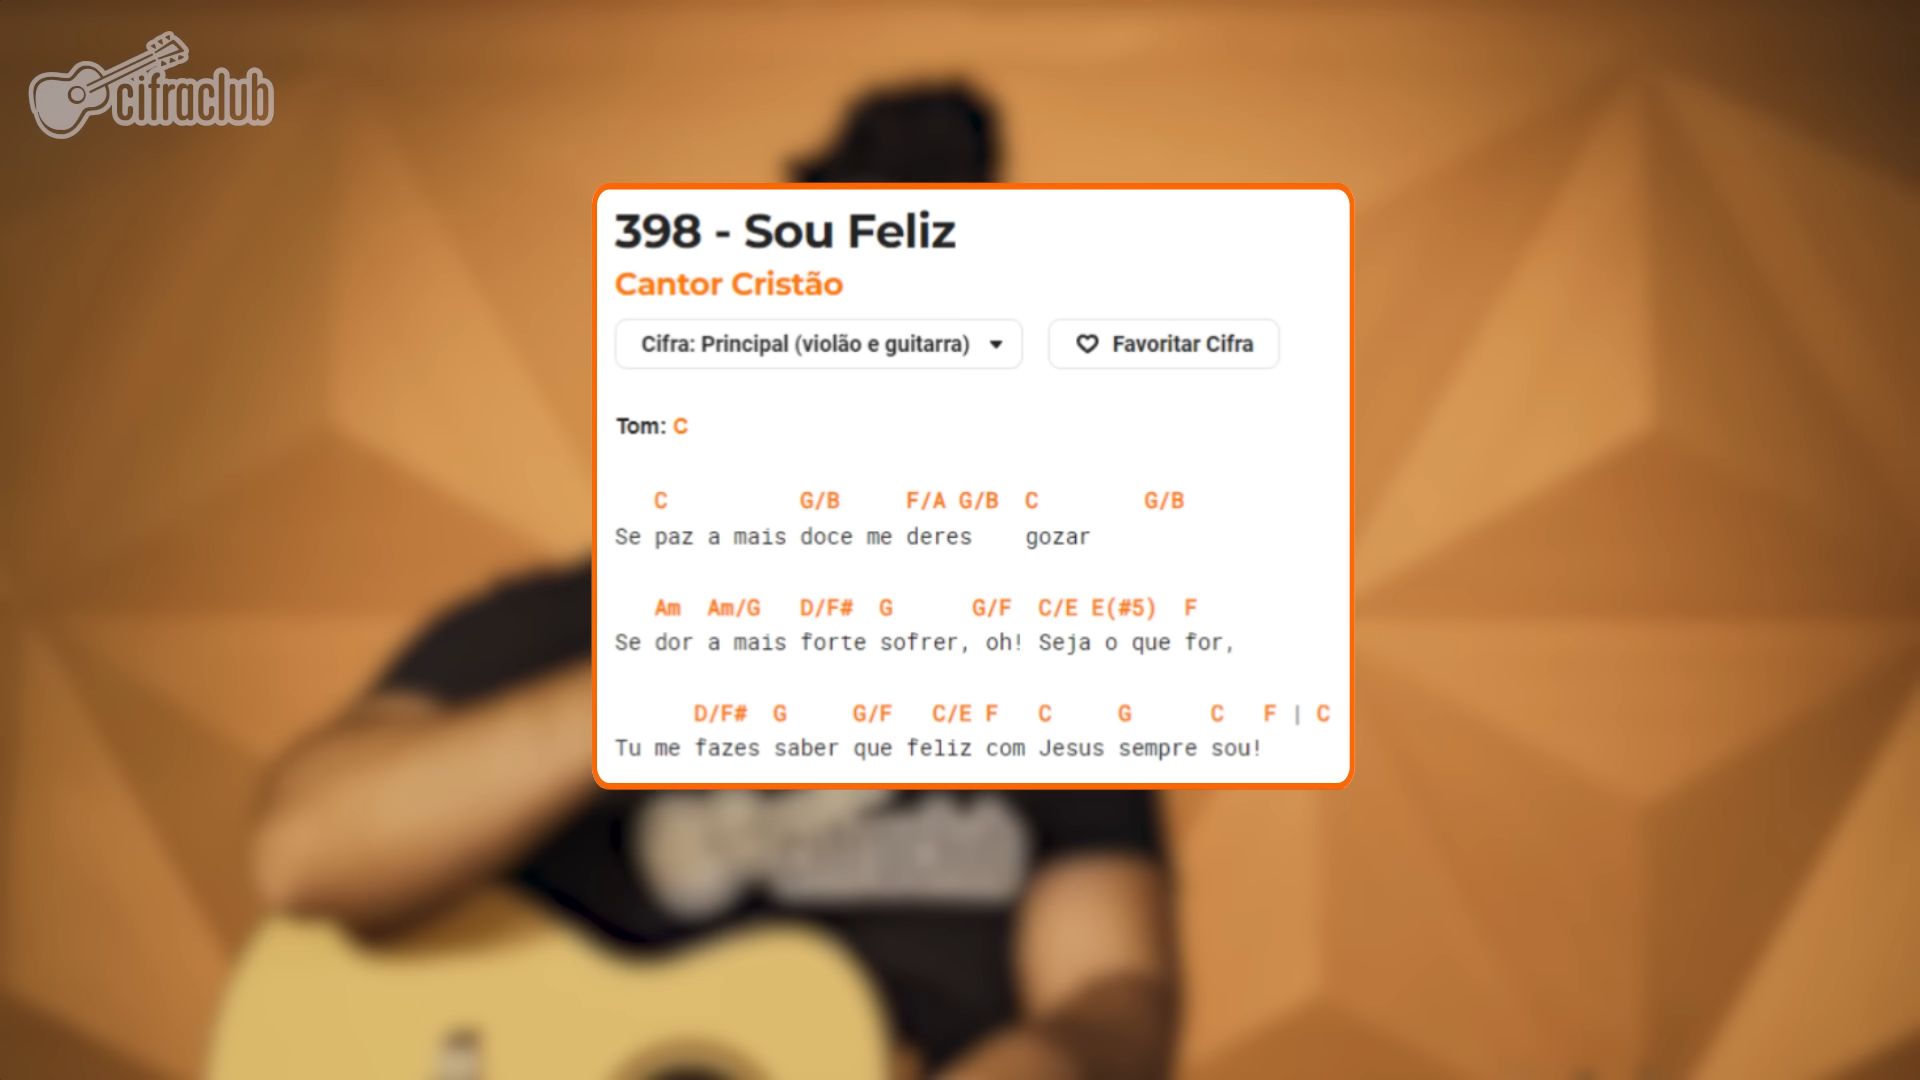 cifraclub
398 - Sou Feliz
Cantor Cristão
Cifra: Principal (violão e guitarra)
Favoritar Cifra
Tom: C
C G/B F/A G/B C G/B
Se paz a mais doce me deres gozar
Am Am/G D/F# G G/F C/E E(#5) F
Se dor a mais forte sofrer, oh! Seja o que for,
D/F# G G/F C/E F C G C F | C
Tu me fazes saber que feliz com Jesus sempre sou!